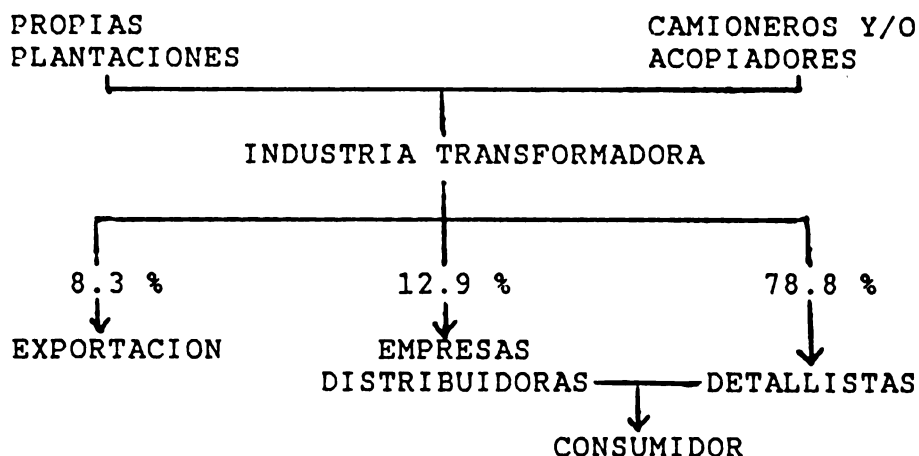 PROPIAS
PLANTACIONES
CAMIONEROS Y/O
ACOPIADORES
INDUSTRIA TRANSFORMADORA
8.3 % 12.9 % 78.8 %
EXPORTACION
EMPRESAS
DISTRIBUIDORAS
DETALLISTAS
CONSUMIDOR